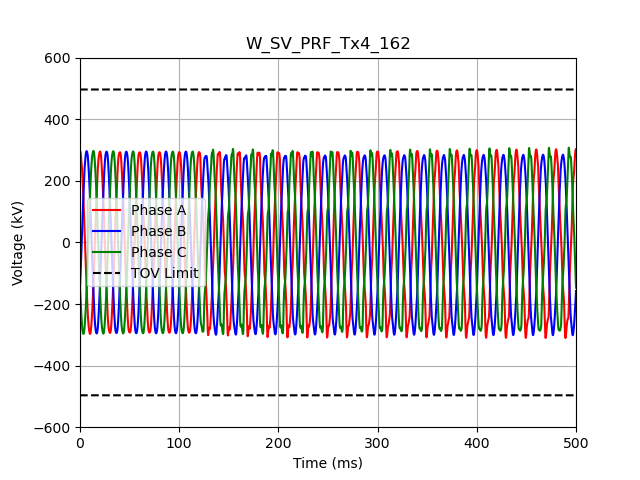 W_SV_PRF_Tx4_162
600
400
200
0
−200
−400
−600
Voltage (kV)
Phase A
Phase B
Phase C
TOV Limit
0 100 200 300 400 500
Time (ms)